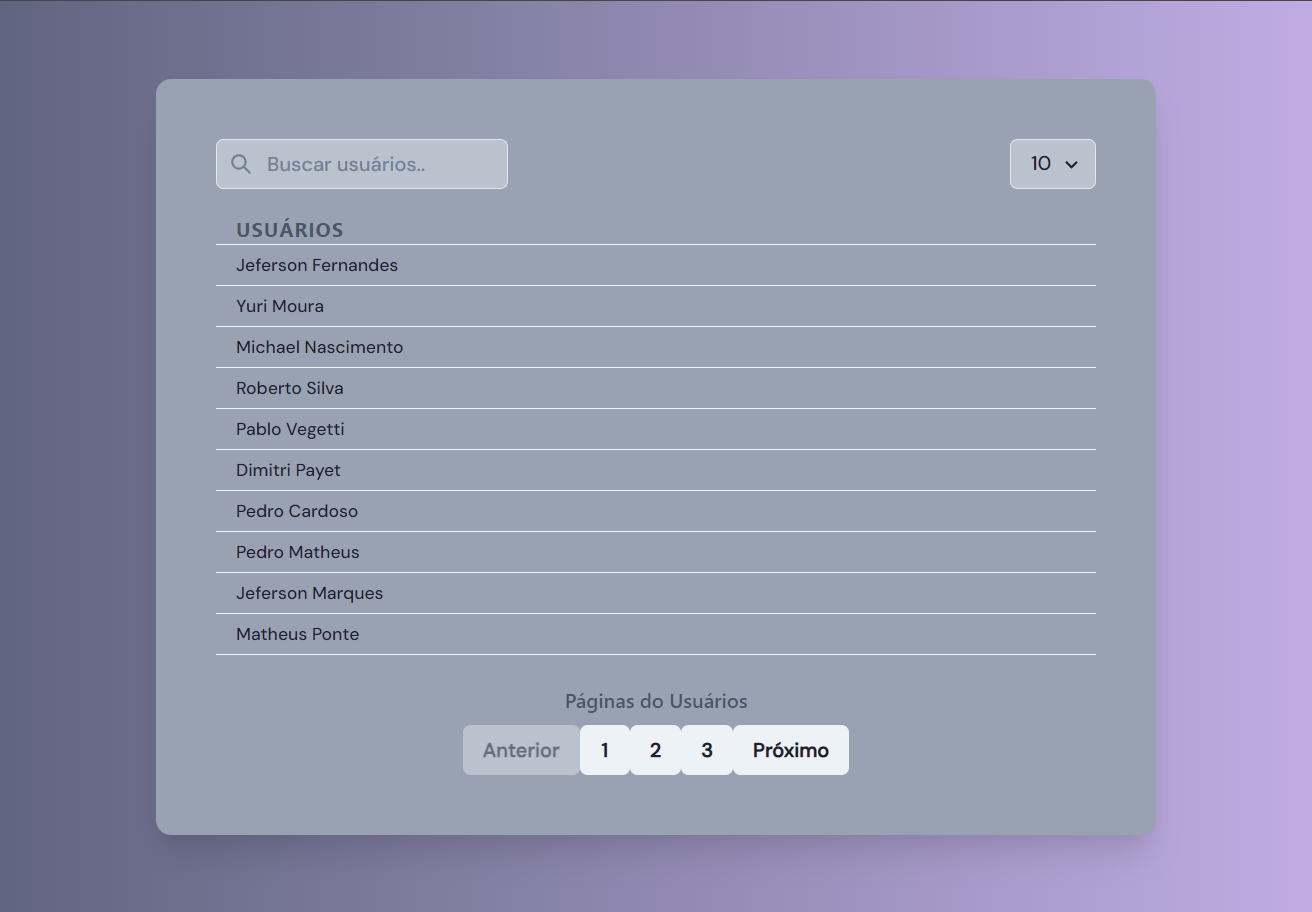 Buscar usuários..
10
USUÁRIOS
Jeferson Fernandes
Yuri Moura
Michael Nascimento
Roberto Silva
Pablo Vegetti
Dimitri Payet
Pedro Cardoso
Pedro Matheus
Jeferson Marques
Matheus Ponte
Páginas do Usuários
Anterior 1 2 3 Próximo